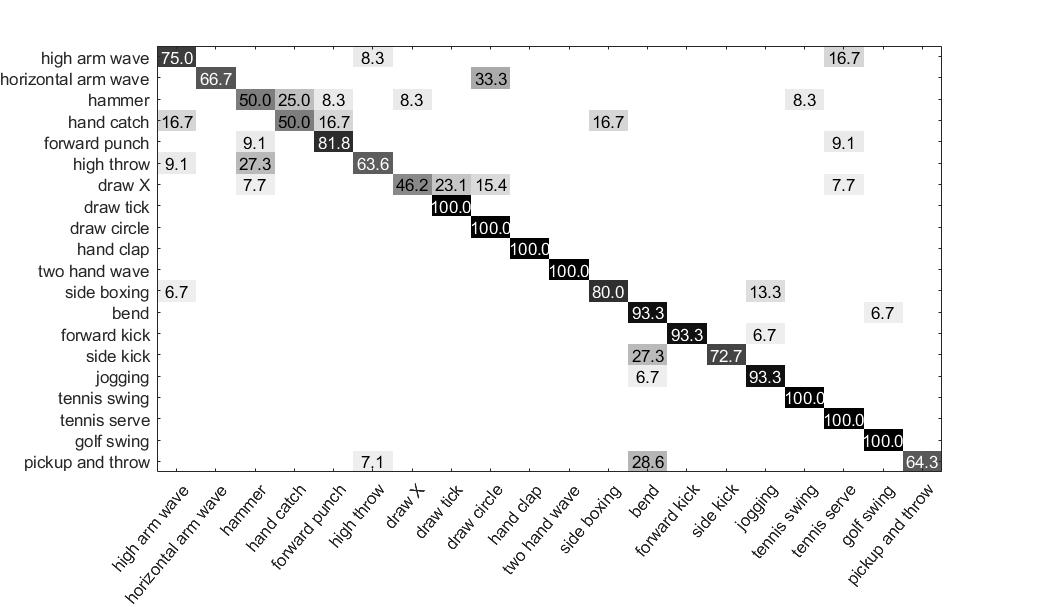 high arm wave 75.0 8.3 16.7
horizontal arm wave 66.7 33.3
hammer 50.0 25.0 8.3 8.3 8.3
hand catch 16.7 50.0 16.7 16.7
forward punch 9.1 81.8 9.1
high throw 9.1 27.3 63.6
draw X 7.7 46.2 23.1 15.4 7.7
draw tick 100.0
draw circle 100.0
hand clap 100.0
two hand wave 100.0
side boxing 6.7 80.0 13.3
bend 93.3 6.7
forward kick 93.3 6.7
side kick 27.3 72.7
jogging 6.7 93.3
tennis swing 100.0
tennis serve 100.0
golf swing 100.0
pickup and throw 7.1 28.6 64.3
high arm wave
horizontal arm wave
hammer
hand catch
forward punch
high throw
draw X
draw tick
draw circle
hand clap
two hand wave
side boxing
bend
forward kick
side kick
jogging
tennis swing
tennis serve
golf swing
pickup and throw